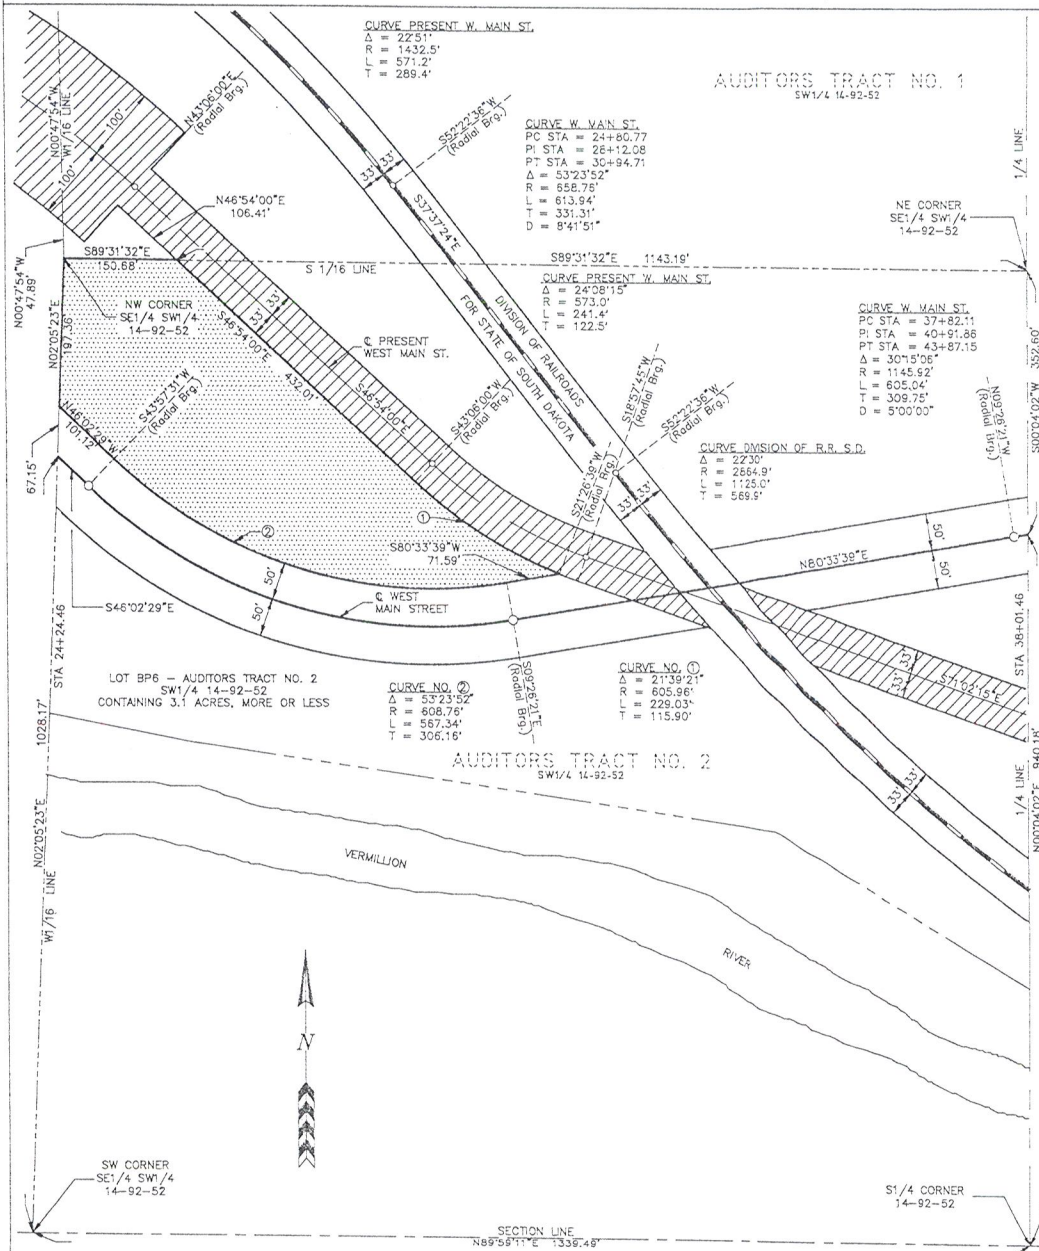 CURVE PRESENT W. MAIN ST.
Δ = 22°51'
R = 1432.5'
L = 571.2'
T = 289.4'
AUDITORS TRACT NO. 1
SW1/4 14-92-52
N00°47'54"W
W1/16 LINE
100'
100'
N43°06'00"E
(Radial Brg.)
S52°22'36"W
(Radial Brg.)
33'
33'
S37°37'24"E
CURVE W. MAIN ST.
PC STA = 24+80.77
PI STA = 28+12.08
PT STA = 30+94.71
Δ = 53°23'52"
R = 658.76'
L = 613.94'
T = 331.31'
D = 8°41'51"
1/4 LINE
NE CORNER
SE1/4 SW1/4
14-92-52
N46°54'00"E
106.41'
S89°31'32"E
150.68'
S 1/16 LINE
S89°31'32"E 1143.19'
N00°47'54"W
47.89'
NW CORNER
SE1/4 SW1/4
14-92-52
N02°05'23"E
197.36'
33'
33'
S46°54'00"E
432.01'
℄ PRESENT
WEST MAIN ST.
S46°54'00"E
DIVISION OF RAILROADS
FOR STATE OF SOUTH DAKOTA
CURVE PRESENT W. MAIN ST.
Δ = 24°08'15"
R = 573.0'
L = 241.4'
T = 122.5'
CURVE W. MAIN ST.
PC STA = 37+82.11
PI STA = 40+91.86
PT STA = 43+87.15
Δ = 30°15'06"
R = 1145.92'
L = 605.04'
T = 309.75'
D = 5°00'00"
S00°04'02"W 352.60'
N46°02'29"W
101.12'
S43°57'31"W
(Radial Brg.)
S43°06'00"W
(Radial Brg.)
S18°57'45"W
(Radial Brg.)
S52°22'36"W
(Radial Brg.)
N09°26'21"W
(Radial Brg.)
CURVE DIVISION OF R.R. S.D.
Δ = 22°30'
R = 2864.9'
L = 1125.0'
T = 569.9'
67.15'
S21°26'39"W
(Radial Brg.)
33'
33'
①
②
S80°33'39"W
71.59'
50'
50'
N80°33'39"E
50'
50'
℄ WEST
MAIN STREET
S46°02'29"E
STA 24+24.46
STA 38+01.46
LOT BP6 – AUDITORS TRACT NO. 2
SW1/4 14-92-52
CONTAINING 3.1 ACRES, MORE OR LESS
CURVE NO. ②
Δ = 53°23'52"
R = 608.76'
L = 567.34'
T = 306.16'
S09°26'21"E
(Radial Brg.)
CURVE NO. ①
Δ = 21°39'21"
R = 605.96'
L = 229.03'
T = 115.90'
33'
33'
S71°02'15"E
1028.17'
AUDITORS TRACT NO. 2
SW1/4 14-92-52
33'
33'
1/4 LINE
N00°04'02"E 940.18'
N02°05'23"E
W1/16 LINE
VERMILLION
RIVER
N
SW CORNER
SE1/4 SW1/4
14-92-52
S1/4 CORNER
14-92-52
SECTION LINE
N89°59'11"E 1339.49'